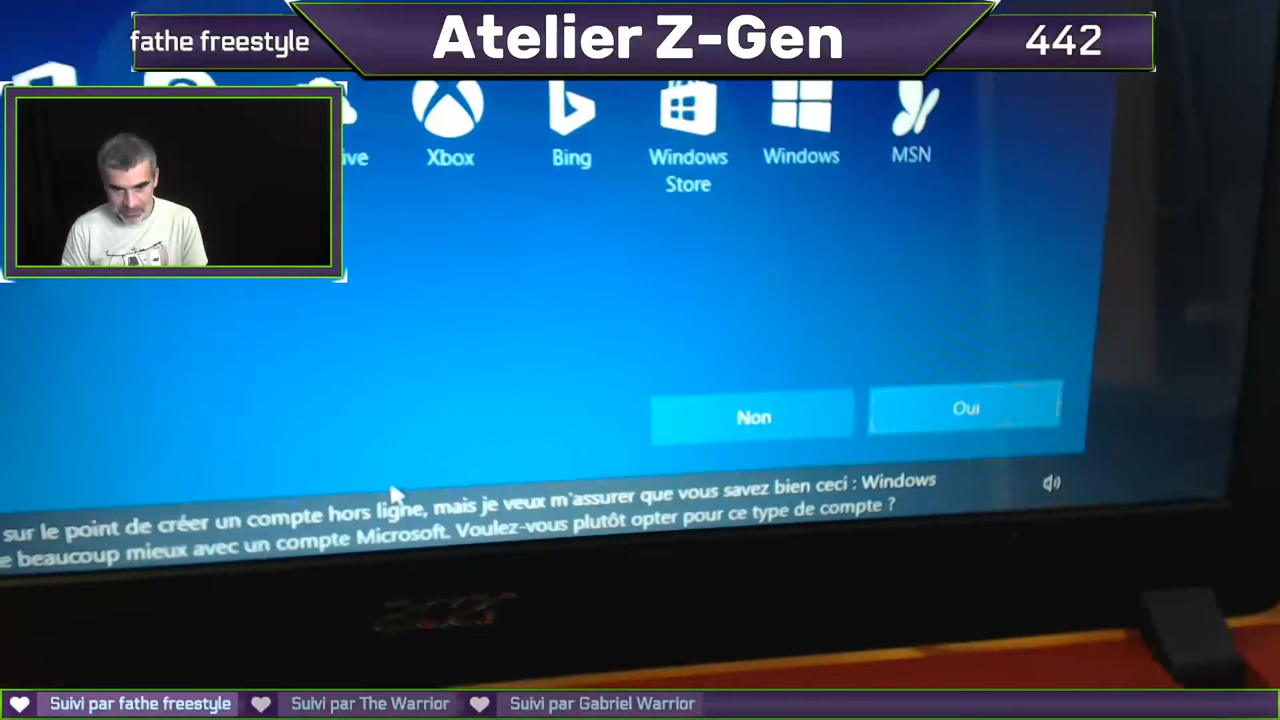 fathe freestyle
Atelier Z-Gen
442
ive
Xbox
Bing
Windows
Store
Windows
MSN
Non
Oui
sur le point de créer un compte hors ligne, mais je veux m'assurer que vous savez bien ceci : Windows
e beaucoup mieux avec un compte Microsoft. Voulez-vous plutôt opter pour ce type de compte ?
acer
Suivi par fathe freestyle
Suivi par The Warrior
Suivi par Gabriel Warrior